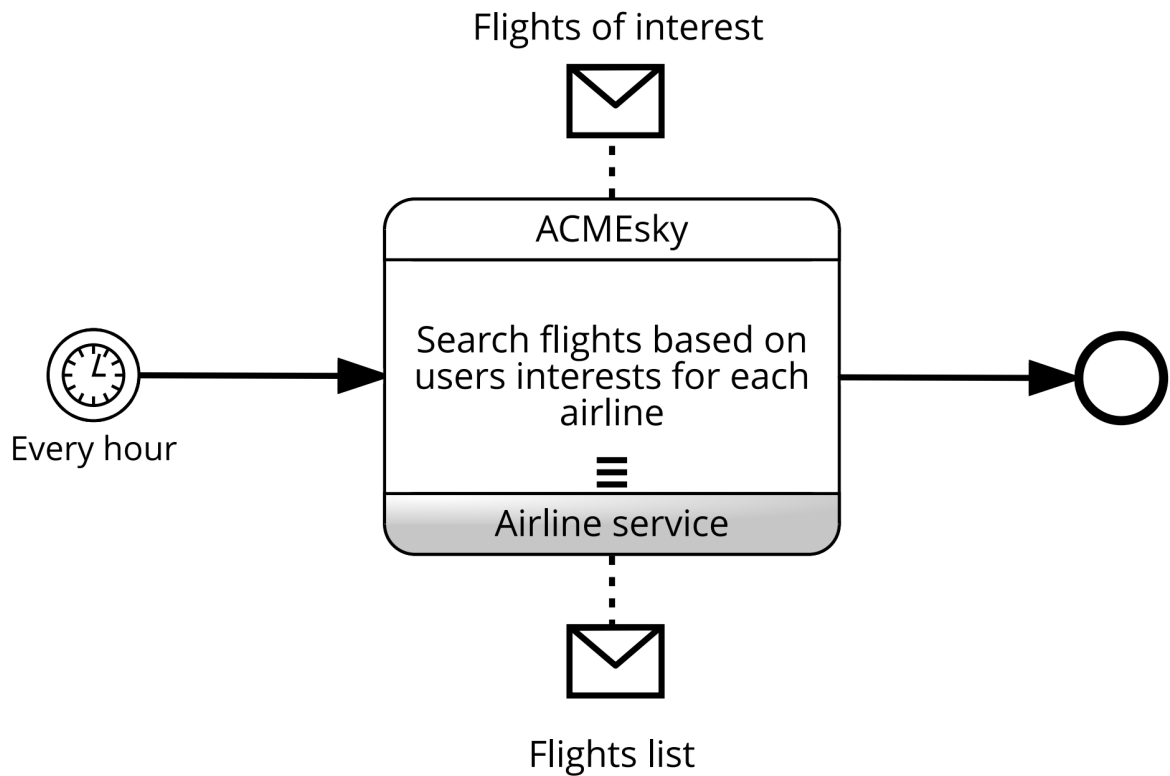 Flights of interest
ACMEsky
Search flights based on
users interests for each
airline
Every hour
Airline service
Flights list